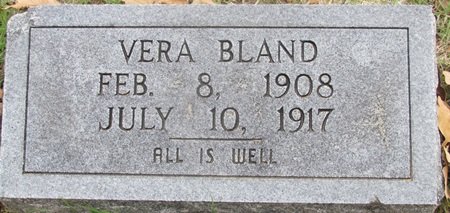 VERA BLAND
FEB. 8, 1908
JULY 10, 1917
ALL IS WELL